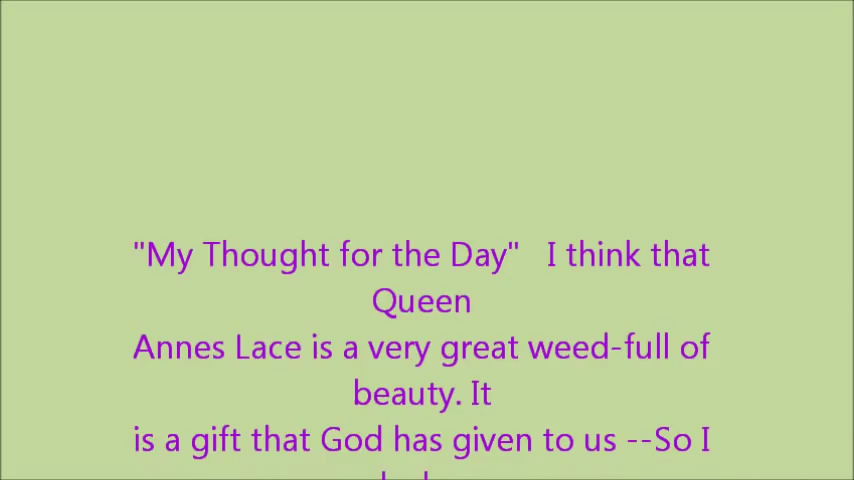 "My Thought for the Day"   I think that
Queen
Annes Lace is a very great weed-full of
beauty. It
is a gift that God has given to us --So I